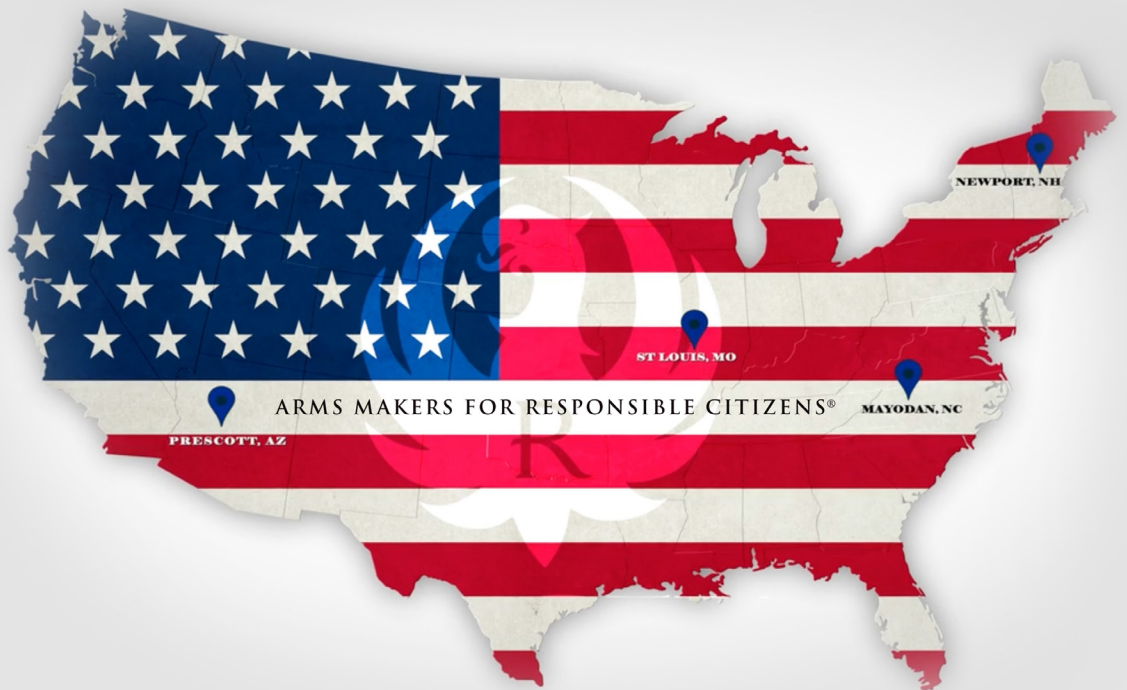 NEWPORT, NH
ST LOUIS, MO
ARMS MAKERS FOR RESPONSIBLE CITIZENS®
MAYODAN, NC
PRESCOTT, AZ
R